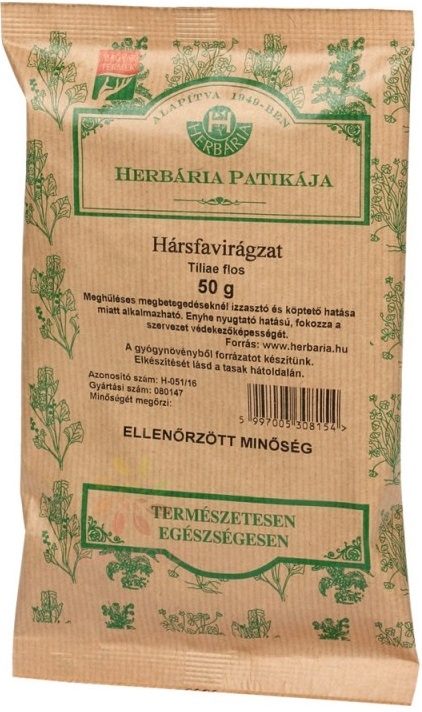 MAGYAR TERMÉK
ALAPÍTVA 1949-BEN
HERBÁRIA
HERBÁRIA PATIKÁJA
Hársfavirágzat
Tiliae flos
50 g
Meghűléses megbetegedéseknél izzasztó és köptető hatása
miatt alkalmazható. Enyhe nyugtató hatású, fokozza a
szervezet védekezőképességét.
Forrás: www.herbaria.hu
A gyógynövényből forrázatot készítünk.
Elkészítését lásd a tasak hátoldalán.
Azonosító szám: H-051/16
Gyártási szám: 080147
Minőségét megőrzi:
5 997005 308154 >
ELLENŐRZÖTT MINŐSÉG
TERMÉSZETESEN
EGÉSZSÉGESEN